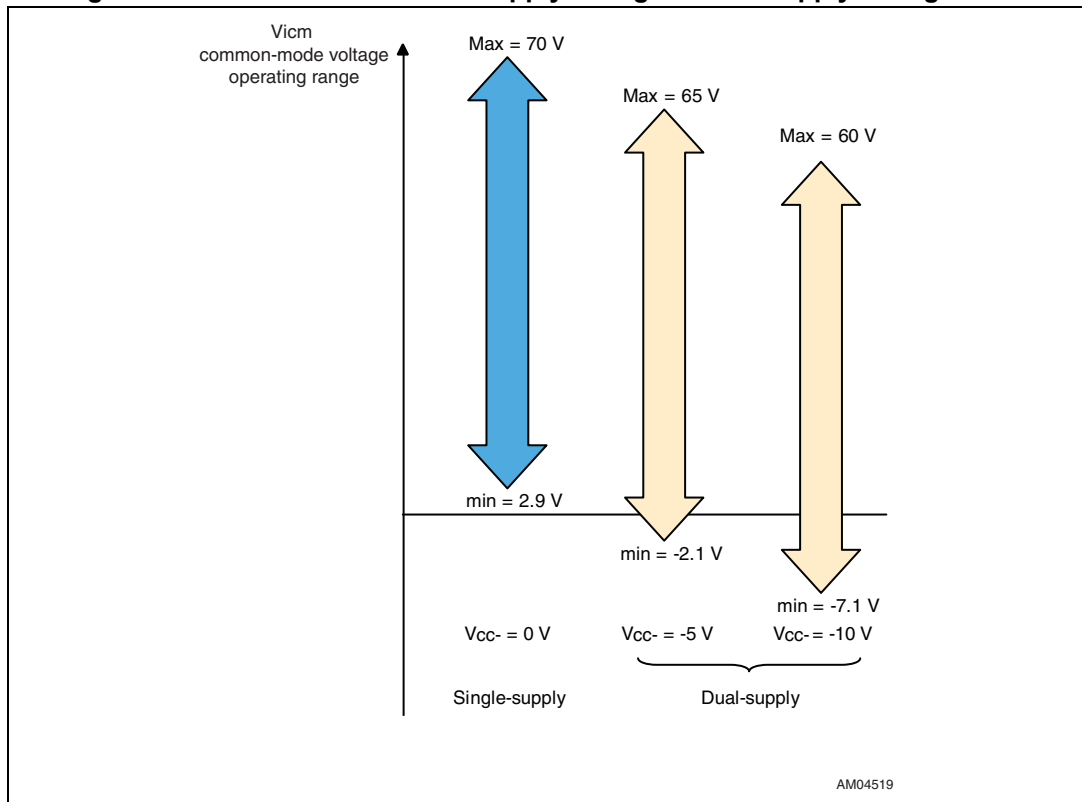 Vicm
common-mode voltage
operating range
Max = 70 V
Max = 65 V
Max = 60 V
min = 2.9 V
min = -2.1 V
min = -7.1 V
Vcc- = 0 V
Vcc- = -5 V
Vcc- = -10 V
Single-supply
Dual-supply
AM04519